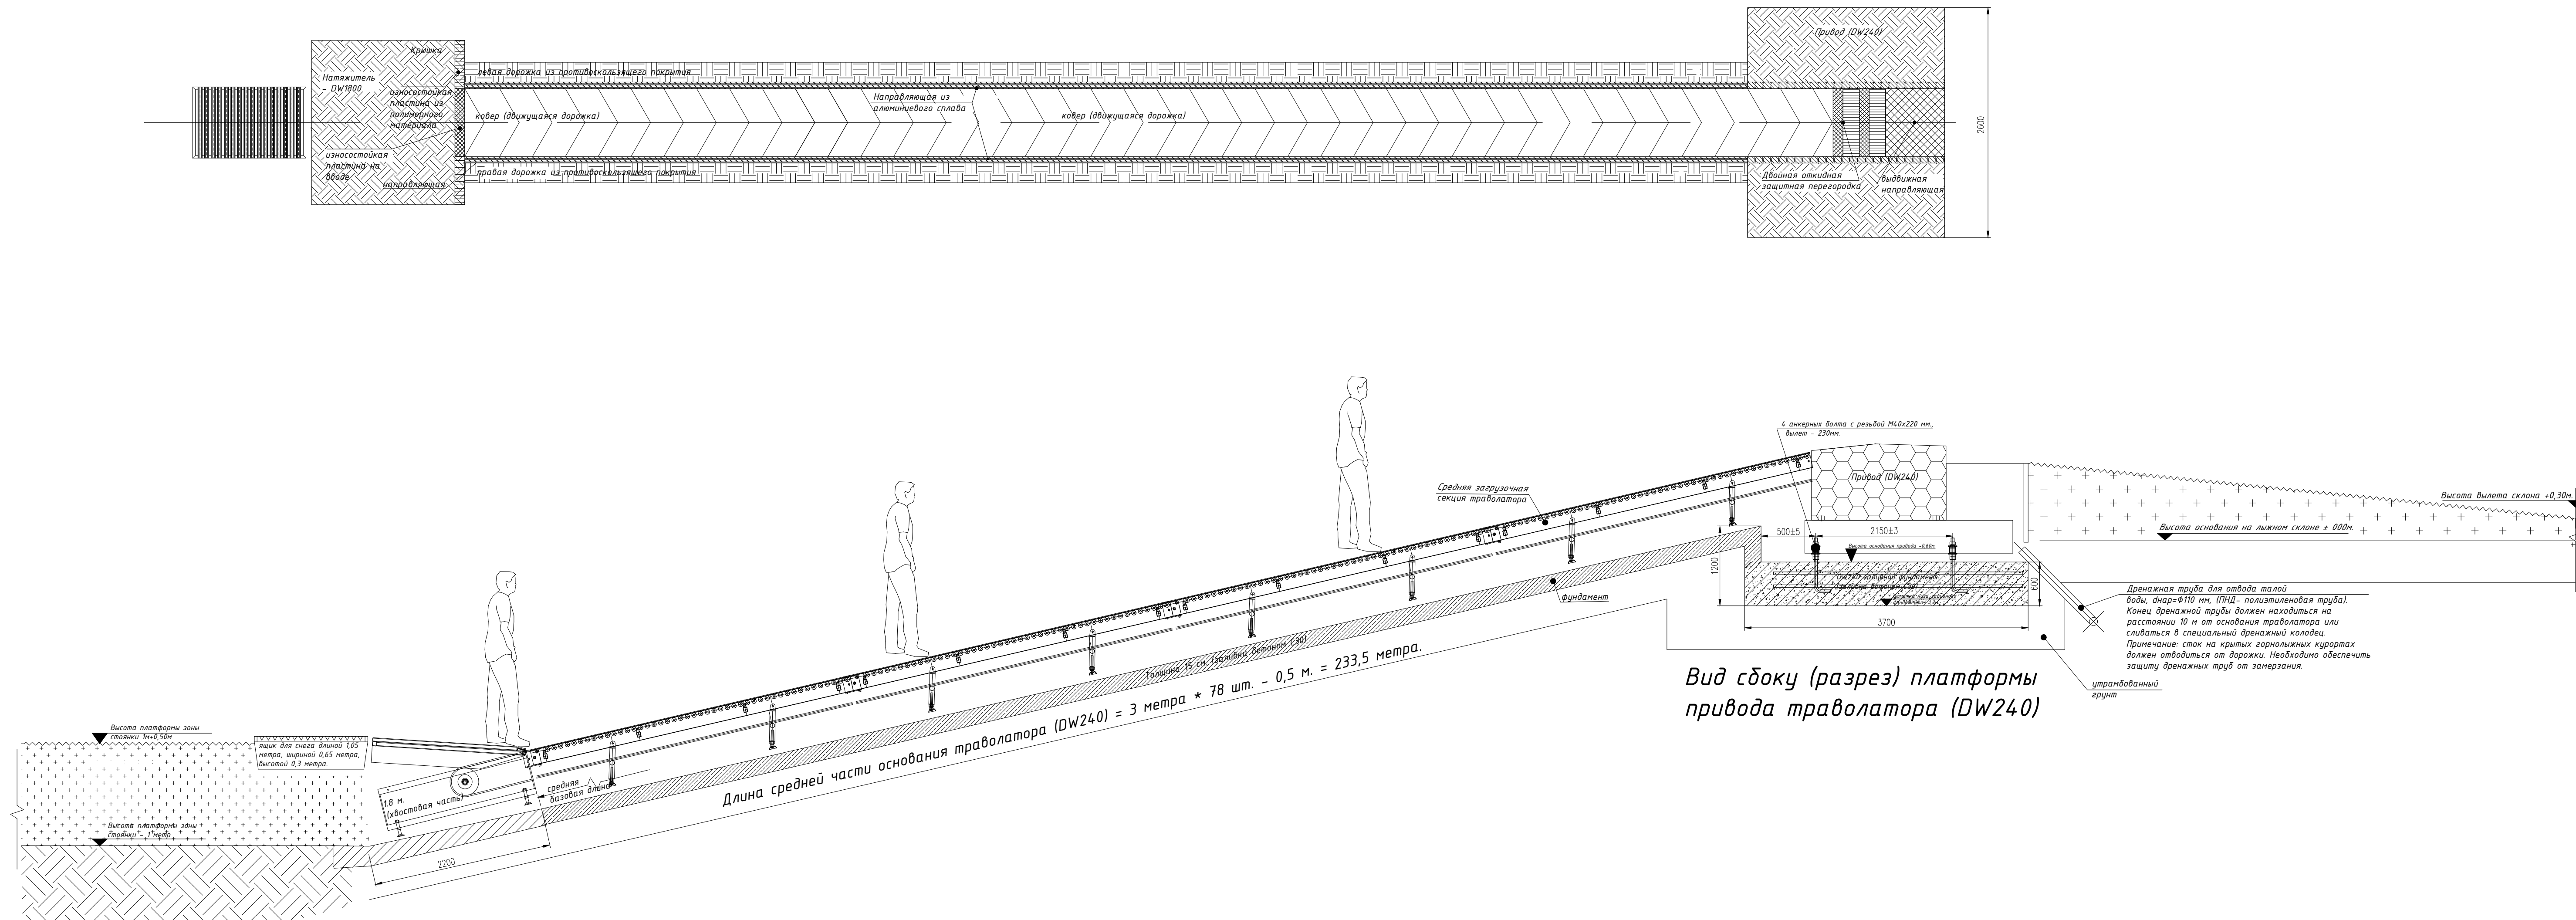 Крышка
Натяжитель
- DW1800
износостойкая
пластина из
полимерного
материала
износостойкая
пластина на
вводе
направляющая
левая дорожка из противоскользящего покрытия
ковер (движущаяся дорожка)
правая дорожка из противоскользящего покрытия
Направляющая из
алюминиевого сплава
ковер (движущаяся дорожка)
Привод (DW240)
Двойная откидная
защитная перегородка
выдвижная
направляющая
2600
4 анкерных болта с резьбой М40х220 мм.,
вылет - 230мм.
Привод (DW240)
Средняя загрузочная
секция траволатора
500±5
2150±3
Высота основания привода -0,60м.
1200
600
3700
фундамент
Высота вылета склона +0,30м.
Высота основания на лыжном склоне ± 000м.
Дренажная труба для отвода талой
воды, dнар=Ф110 мм, (ПНД- полиэтиленовая труба).
Конец дренажной трубы должен находиться на
расстоянии 10 м от основания траволатора или
сливаться в специальный дренажный колодец.
Примечание: сток на крытых горнолыжных курортах
должен отводиться от дорожки. Необходимо обеспечить
защиту дренажных труб от замерзания.
утрамбованный
грунт
Вид сбоку (разрез) платформы
привода траволатора (DW240)
Толщина 15 см. (заливка бетоном С30)
Длина средней части основания траволатора (DW240) = 3 метра * 78 шт. - 0,5 м. = 233,5 метра.
Высота платформы зоны
стоянки 1м+0,50м
ящик для снега длиной 1,05
метра, шириной 0,65 метра,
высотой 0,3 метра.
1.8 м.
(хвостовая часть)
средняя
базовая длина
Высота платформы зоны
стоянки - 1 метр
2200